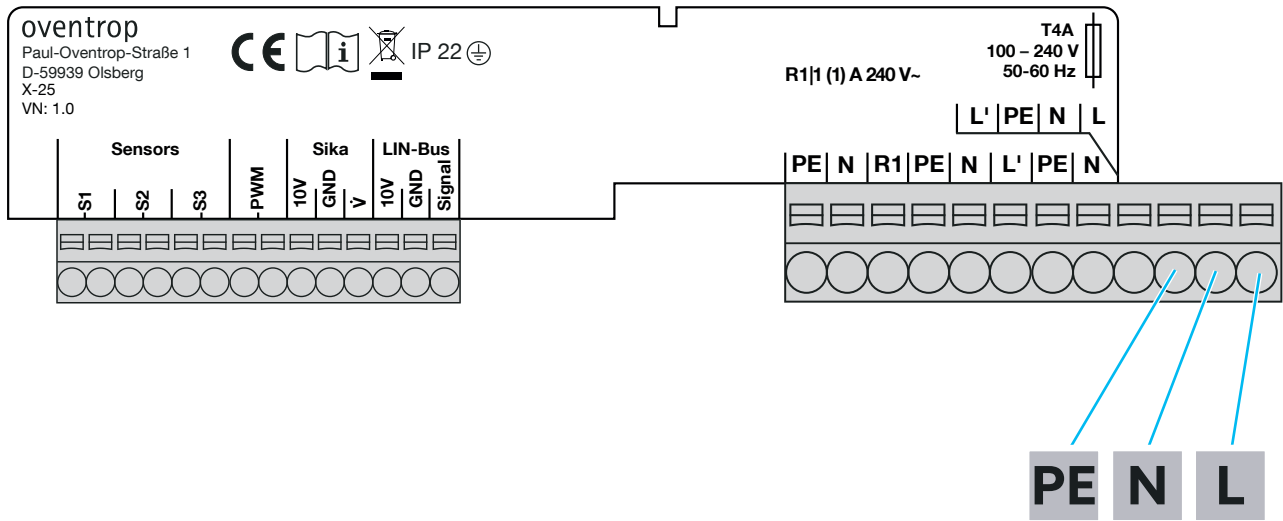 oventrop
Paul-Oventrop-Straße 1
D-59939 Olsberg
X-25
VN: 1.0
CE
i
IP 22
R1|1 (1) A 240 V~
T4A
100 – 240 V
50-60 Hz
L' PE N L
Sensors
Sika
LIN-Bus
S1
S2
S3
PWM
10V
GND
V̇
10V
GND
Signal
PE N R1 PE N L' PE N
PE N L